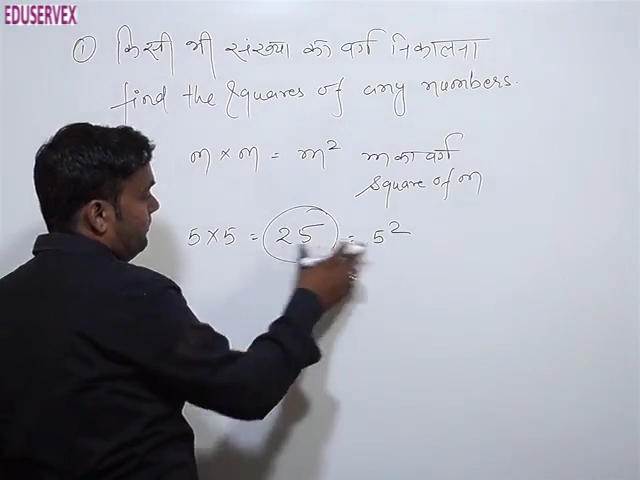 EDUSERVEX
① किसी भी संख्या का वर्ग निकालना
find the squares of any numbers.
m × m = m² m का वर्ग
square of m
5 × 5 = 25 = 5²